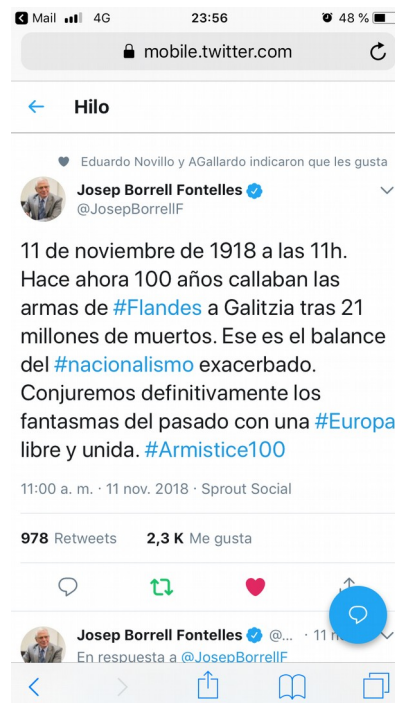 Mail 4G 23:56 48 %
mobile.twitter.com
Hilo
Eduardo Novillo y AGallardo indicaron que les gusta
Josep Borrell Fontelles
@JosepBorrellF
11 de noviembre de 1918 a las 11h.
Hace ahora 100 años callaban las
armas de #Flandes a Galitzia tras 21
millones de muertos. Ese es el balance
del #nacionalismo exacerbado.
Conjuremos definitivamente los
fantasmas del pasado con una #Europa
libre y unida. #Armistice100
11:00 a. m. · 11 nov. 2018 · Sprout Social
978 Retweets 2,3 K Me gusta
Josep Borrell Fontelles @... · 11
En respuesta a @JosepBorrellF